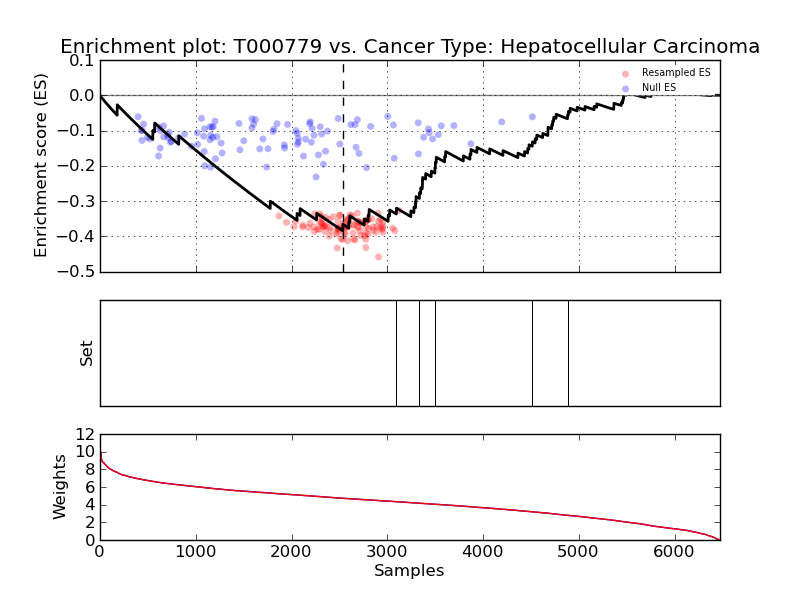 Enrichment plot: T000779 vs. Cancer Type: Hepatocellular Carcinoma
Enrichment score (ES)
0.1
0.0
−0.1
−0.2
−0.3
−0.4
−0.5
Resampled ES
Null ES
Set
Weights
12
10
8
6
4
2
0
0 1000 2000 3000 4000 5000 6000
Samples